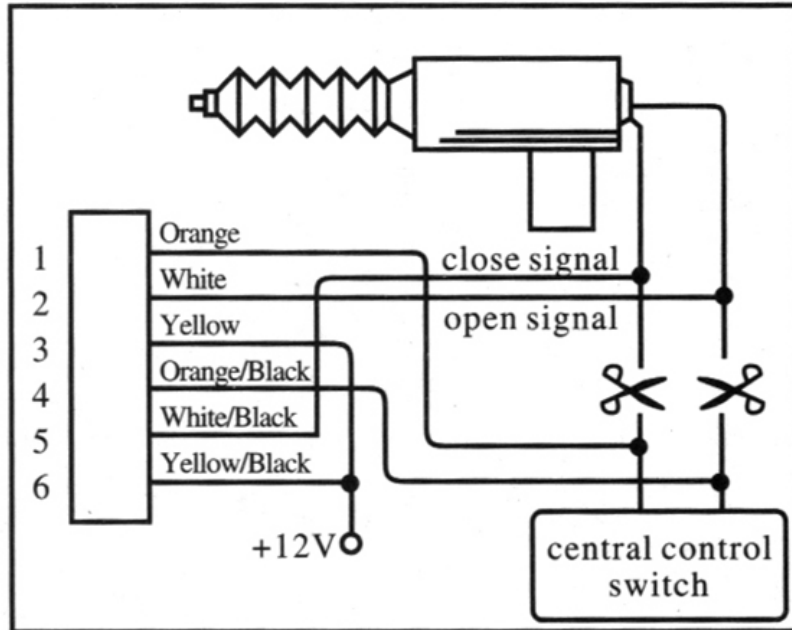 1 Orange
close signal
2 White
open signal
3 Yellow
4 Orange/Black
5 White/Black
6 Yellow/Black
+12V
central control
switch